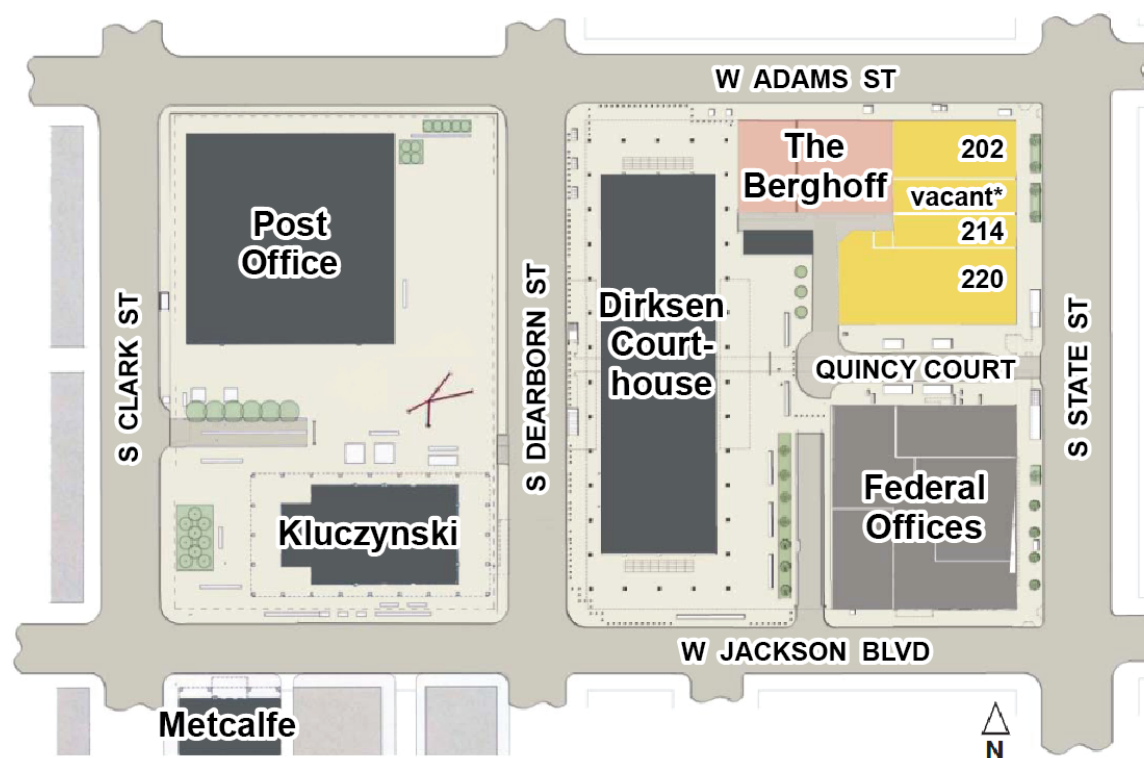 W ADAMS ST
The
Berghoff
202
vacant*
214
220
Post
Office
S CLARK ST
S DEARBORN ST
Dirksen
Court-
house
QUINCY COURT
S STATE ST
Kluczynski
Federal
Offices
W JACKSON BLVD
Metcalfe
N